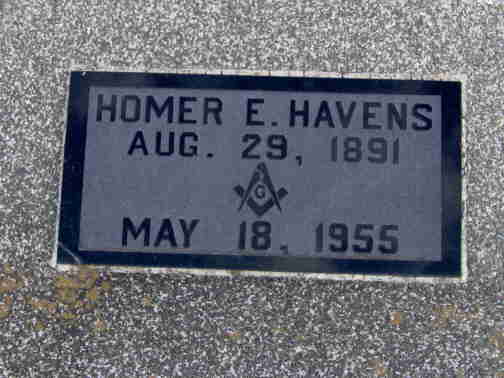 HOMER E. HAVENS
AUG. 29, 1891
G
MAY 18, 1955